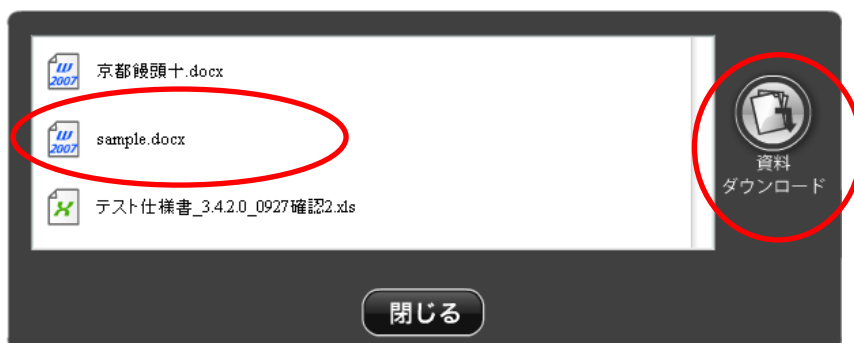 W
2007
京都饅頭十.docx
W
2007
sample.docx
X
テスト仕様書_3.4.2.0_0927確認2.xls
資料
ダウンロード
閉じる